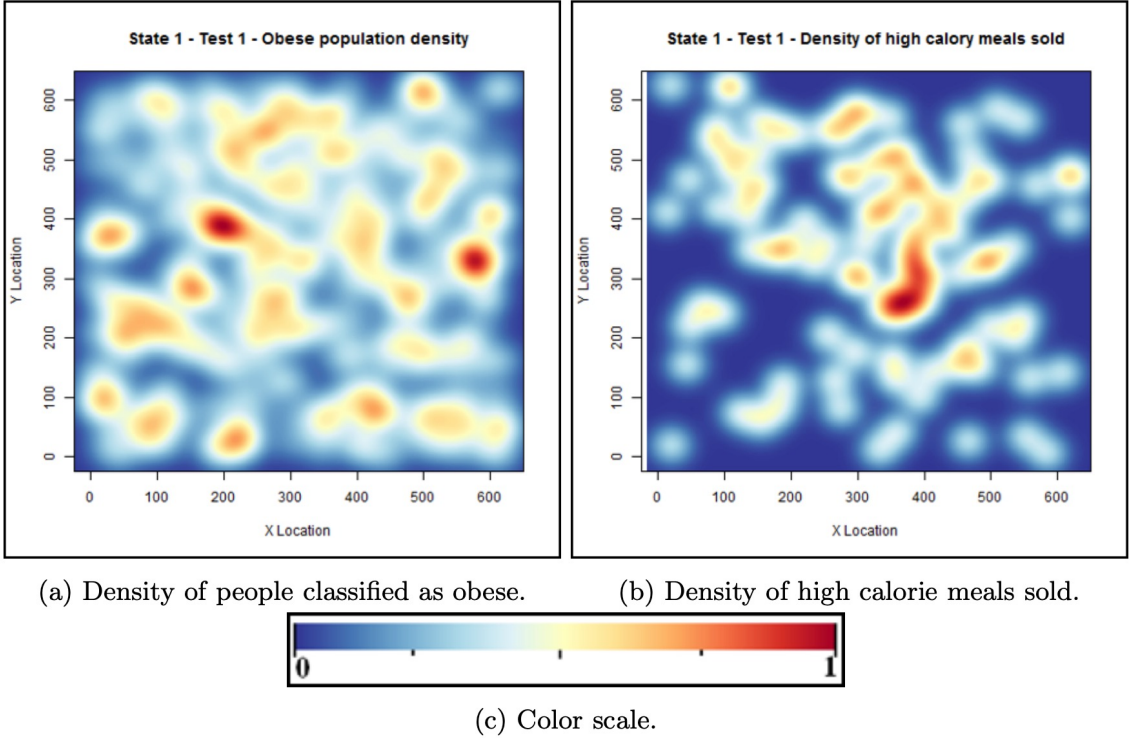 State 1 - Test 1 - Obese population density
600
500
400
300
200
100
0
Y Location
0 100 200 300 400 500 600
X Location
State 1 - Test 1 - Density of high calory meals sold
600
500
400
300
200
100
0
Y Location
0 100 200 300 400 500 600
X Location
(a) Density of people classified as obese.
(b) Density of high calorie meals sold.
0 1
(c) Color scale.